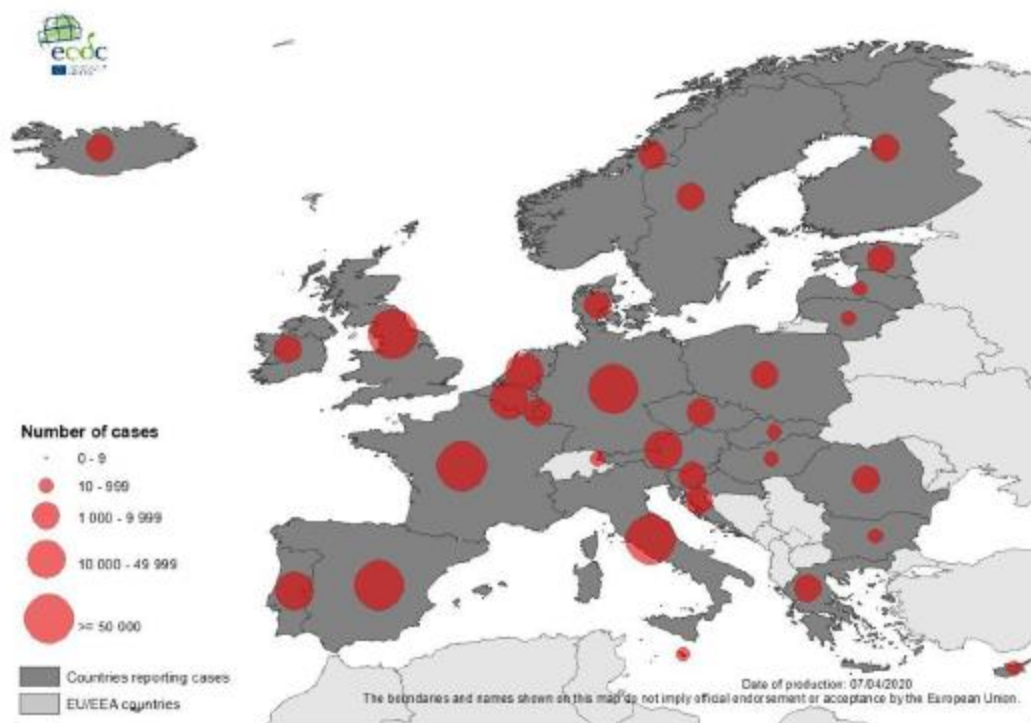 ecdc
Number of cases
0 - 9
10 - 999
1 000 - 9 999
10 000 - 49 999
>= 50 000
Countries reporting cases
EU/EEA countries
Date of production: 07/04/2020
The boundaries and names shown on this map do not imply official endorsement or acceptance by the European Union.